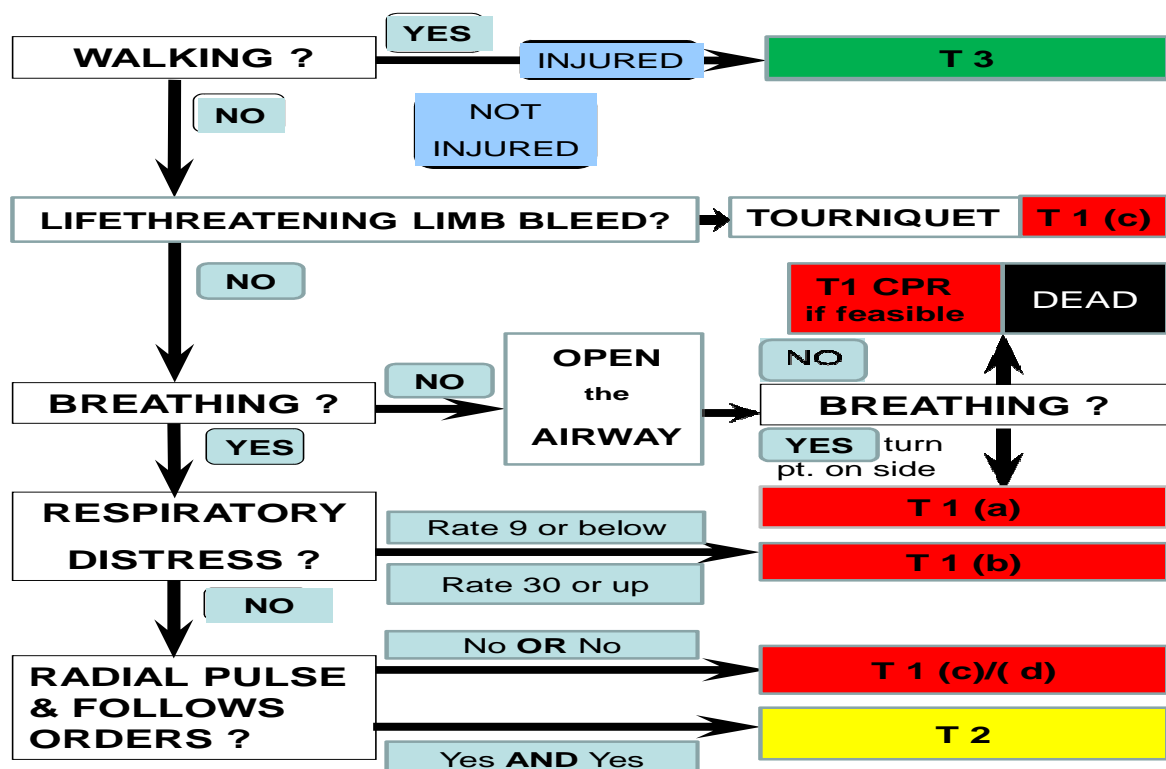 YES
WALKING ?
INJURED
T 3
NO
NOT
INJURED
LIFETHREATENING LIMB BLEED?
TOURNIQUET
T 1 (c)
NO
T1 CPR
if feasible
DEAD
OPEN
the
AIRWAY
NO
NO
BREATHING ?
BREATHING ?
YES
YES turn
pt. on side
T 1 (a)
RESPIRATORY
DISTRESS ?
Rate 9 or below
T 1 (b)
Rate 30 or up
NO
No OR No
RADIAL PULSE
& FOLLOWS
ORDERS ?
T 1 (c)/( d)
T 2
Yes AND Yes